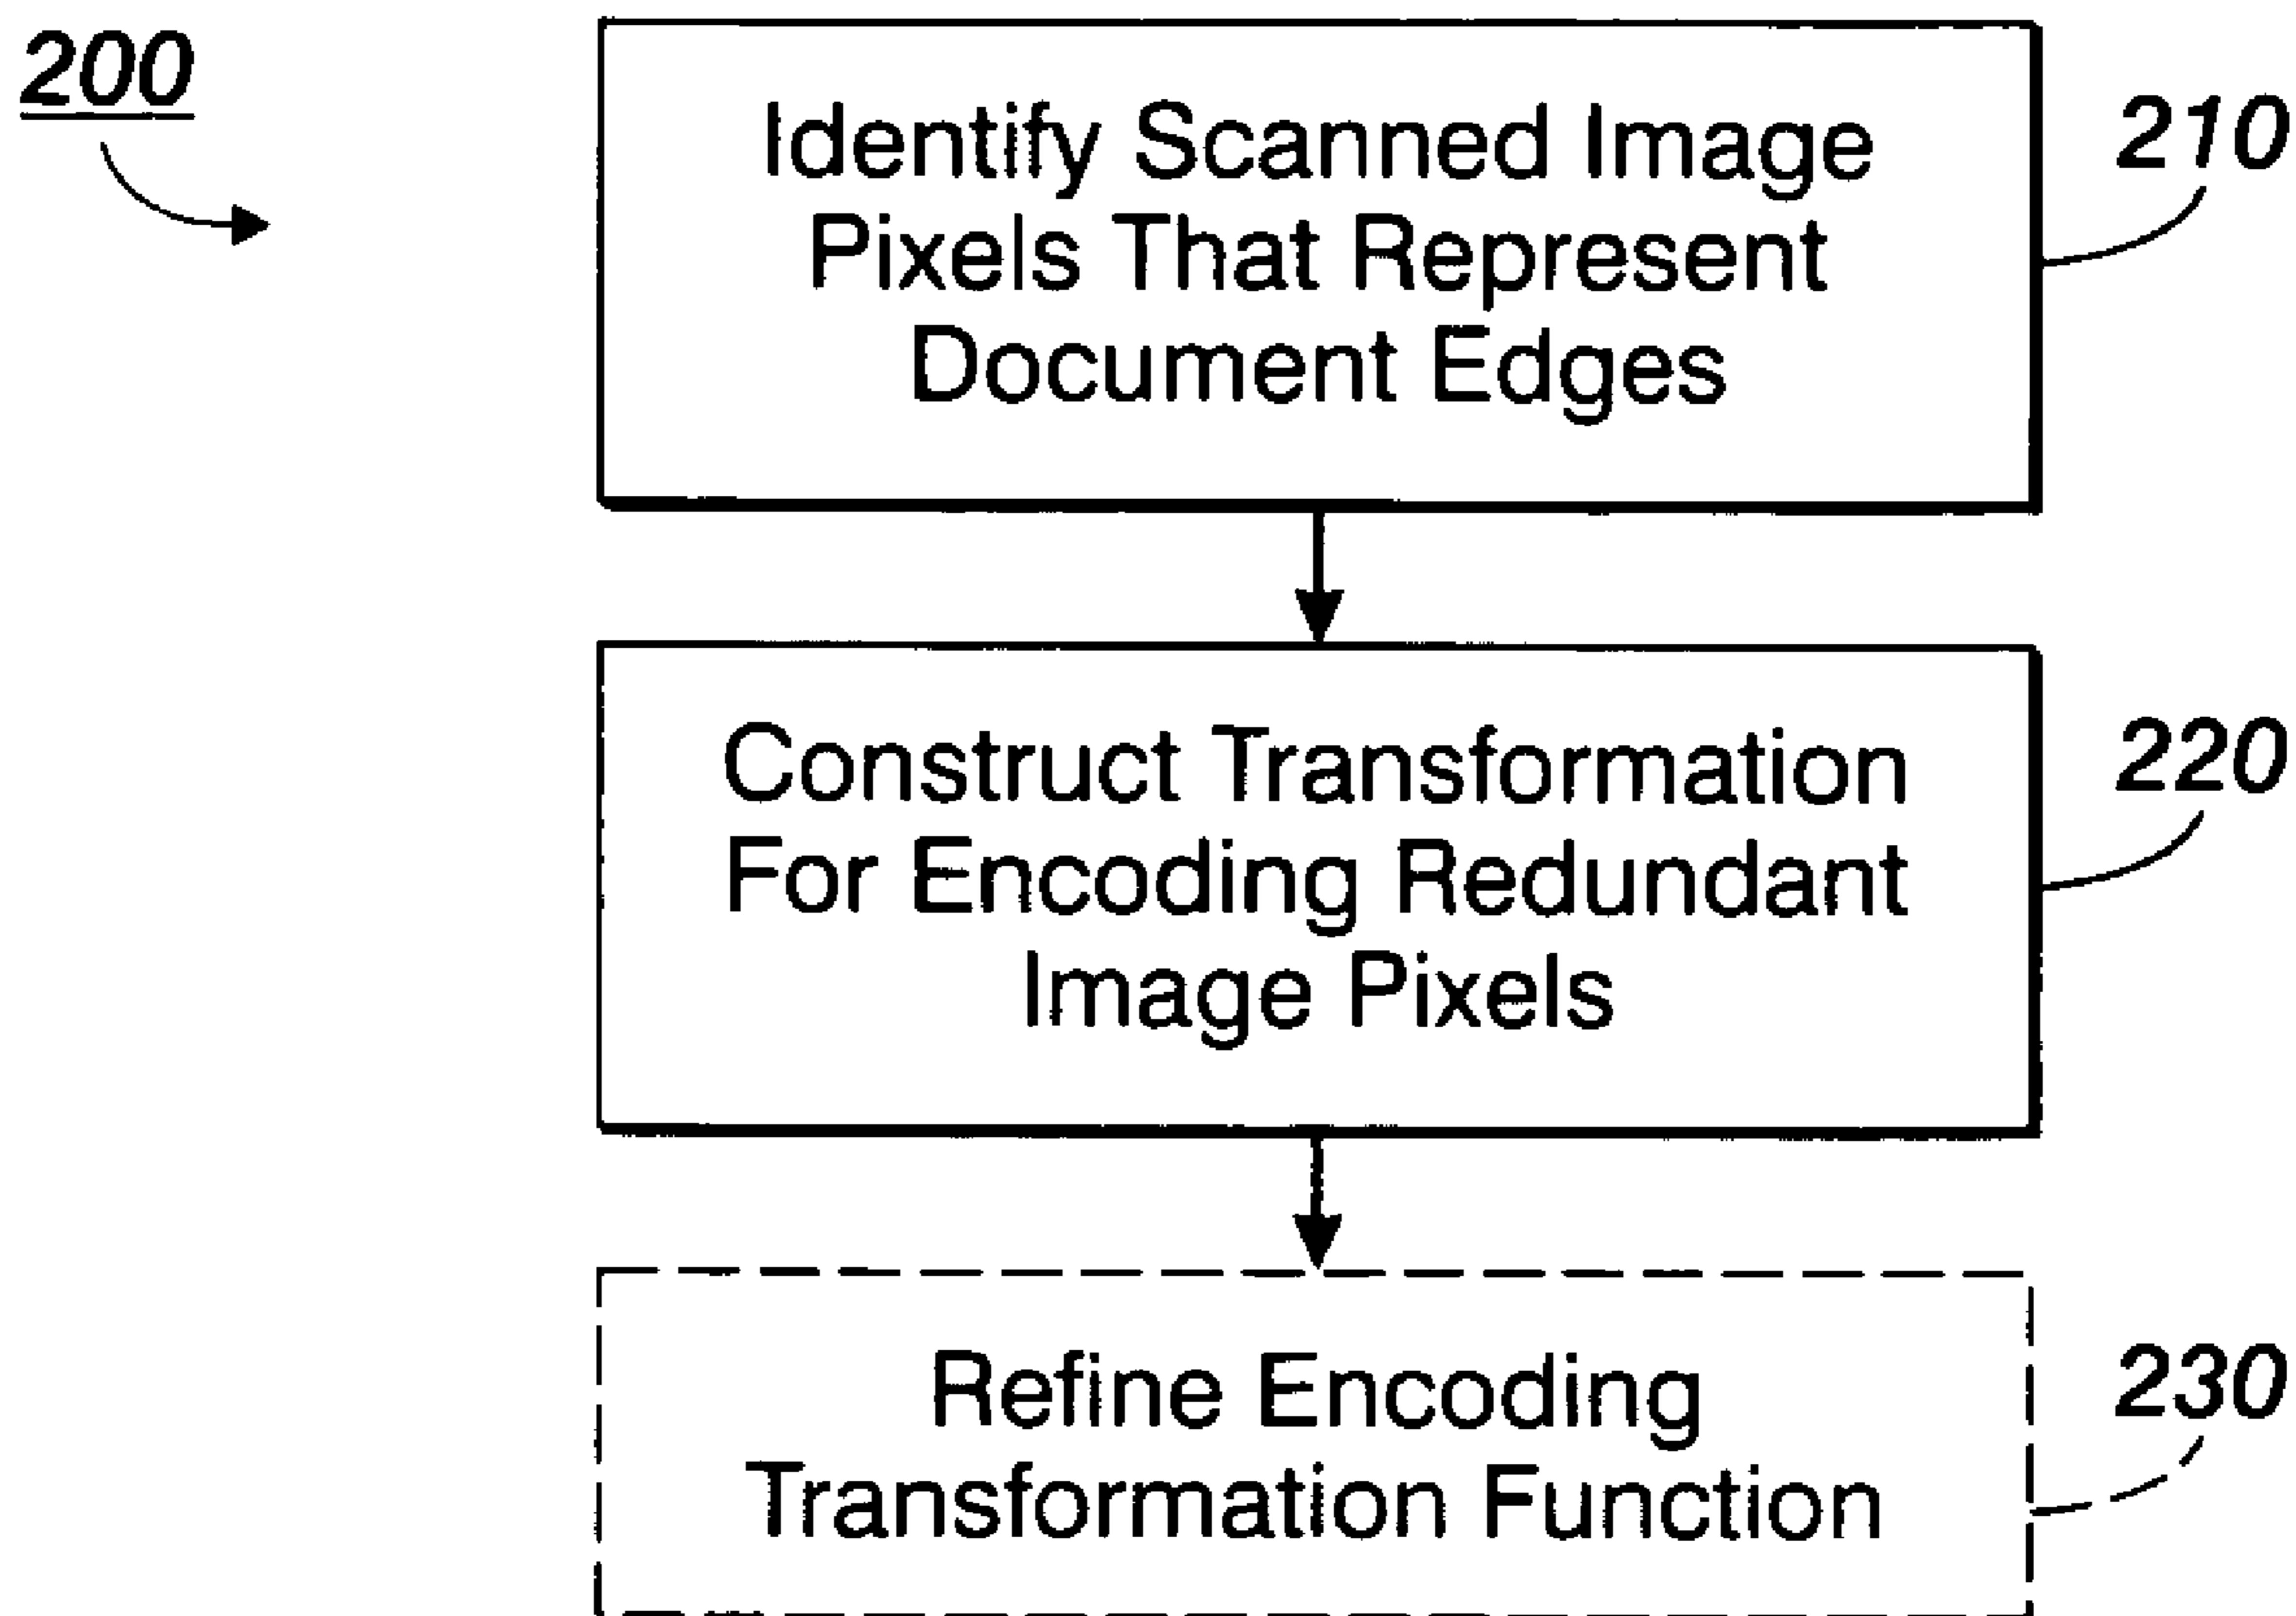 200
Identify Scanned Image
Pixels That Represent
Document Edges
210
Construct Transformation
For Encoding Redundant
Image Pixels
220
Refine Encoding
Transformation Function
230